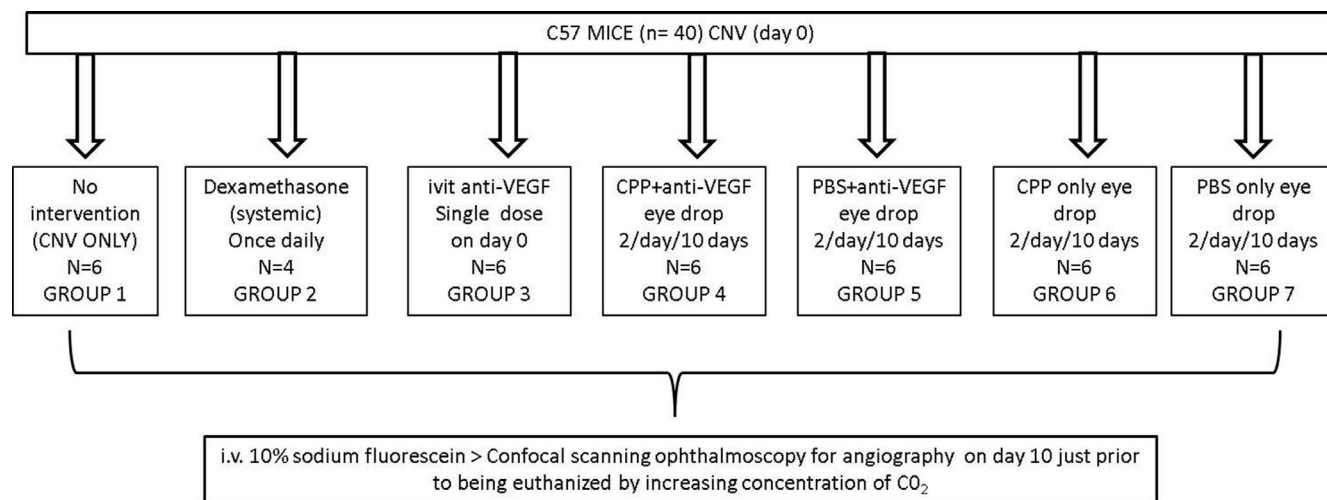 C57 MICE (n= 40) CNV (day 0)
No
intervention
(CNV ONLY)
N=6
GROUP 1
Dexamethasone
(systemic)
Once daily
N=4
GROUP 2
ivit anti-VEGF
Single dose
on day 0
N=6
GROUP 3
CPP+anti-VEGF
eye drop
2/day/10 days
N=6
GROUP 4
PBS+anti-VEGF
eye drop
2/day/10 days
N=6
GROUP 5
CPP only eye
drop
2/day/10 days
N=6
GROUP 6
PBS only eye
drop
2/day/10 days
N=6
GROUP 7
i.v. 10% sodium fluorescein > Confocal scanning ophthalmoscopy for angiography on day 10 just prior
to being euthanized by increasing concentration of C0₂